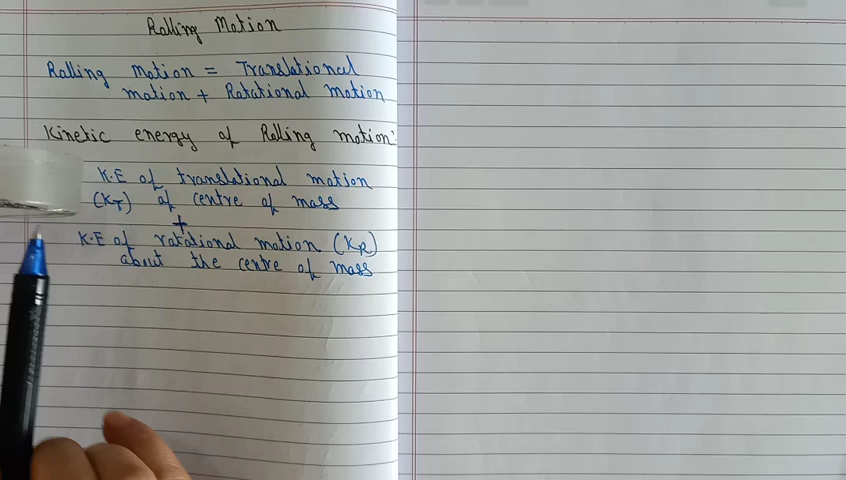 Rolling Motion
Rolling motion = Translational
motion + Rotational motion
Kinetic energy of Rolling motion:
K.E of translational motion
(KT) of centre of mass
+
K.E of rotational motion (KR)
about the centre of mass